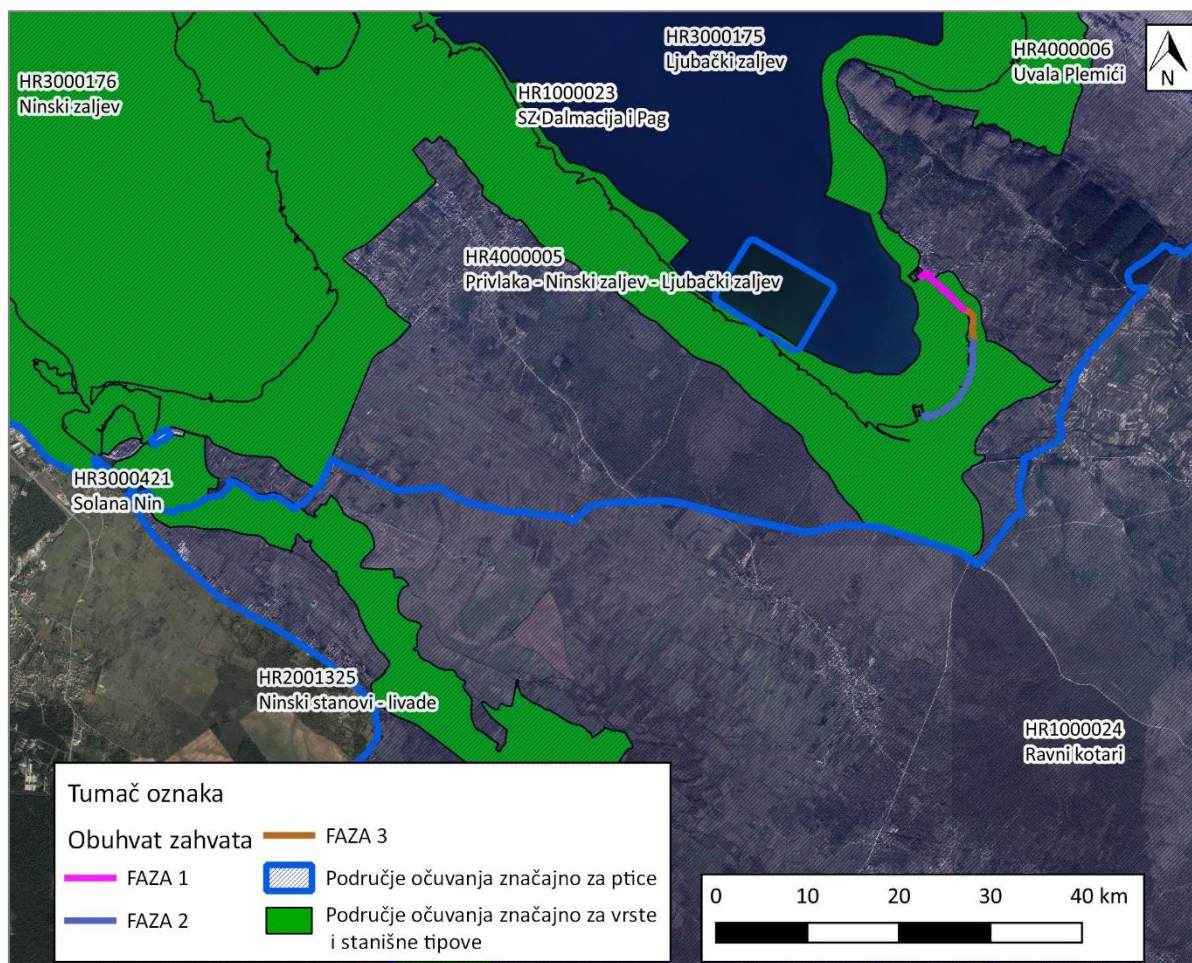 HR3000175
Ljubački zaljev
HR4000006
Uvala Plemići
N
HR3000176
Ninski zaljev
HR1000023
SZ Dalmacija i Pag
HR4000005
Privlaka - Ninski zaljev - Ljubački zaljev
HR3000421
Solana Nin
HR2001325
Ninski stanovi - livade
HR1000024
Ravni kotari
Tumač oznaka
Obuhvat zahvata
FAZA 1
FAZA 2
FAZA 3
Područje očuvanja značajno za ptice
Područje očuvanja značajno za vrste
i stanišne tipove
0 10 20 30 40 km